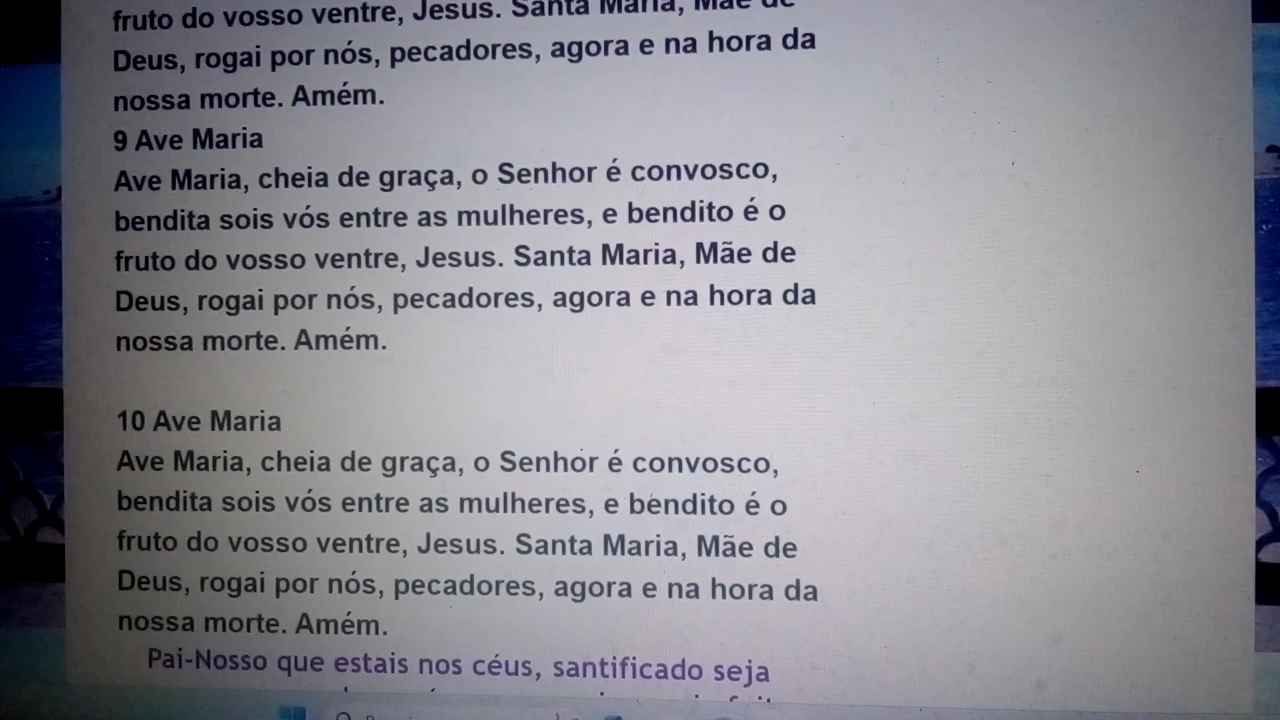 fruto do vosso ventre, Jesus. Santa Maria, Mãe de
Deus, rogai por nós, pecadores, agora e na hora da
nossa morte. Amém.
9 Ave Maria
Ave Maria, cheia de graça, o Senhor é convosco,
bendita sois vós entre as mulheres, e bendito é o
fruto do vosso ventre, Jesus. Santa Maria, Mãe de
Deus, rogai por nós, pecadores, agora e na hora da
nossa morte. Amém.
10 Ave Maria
Ave Maria, cheia de graça, o Senhor é convosco,
bendita sois vós entre as mulheres, e bendito é o
fruto do vosso ventre, Jesus. Santa Maria, Mãe de
Deus, rogai por nós, pecadores, agora e na hora da
nossa morte. Amém.
Pai-Nosso que estais nos céus, santificado seja